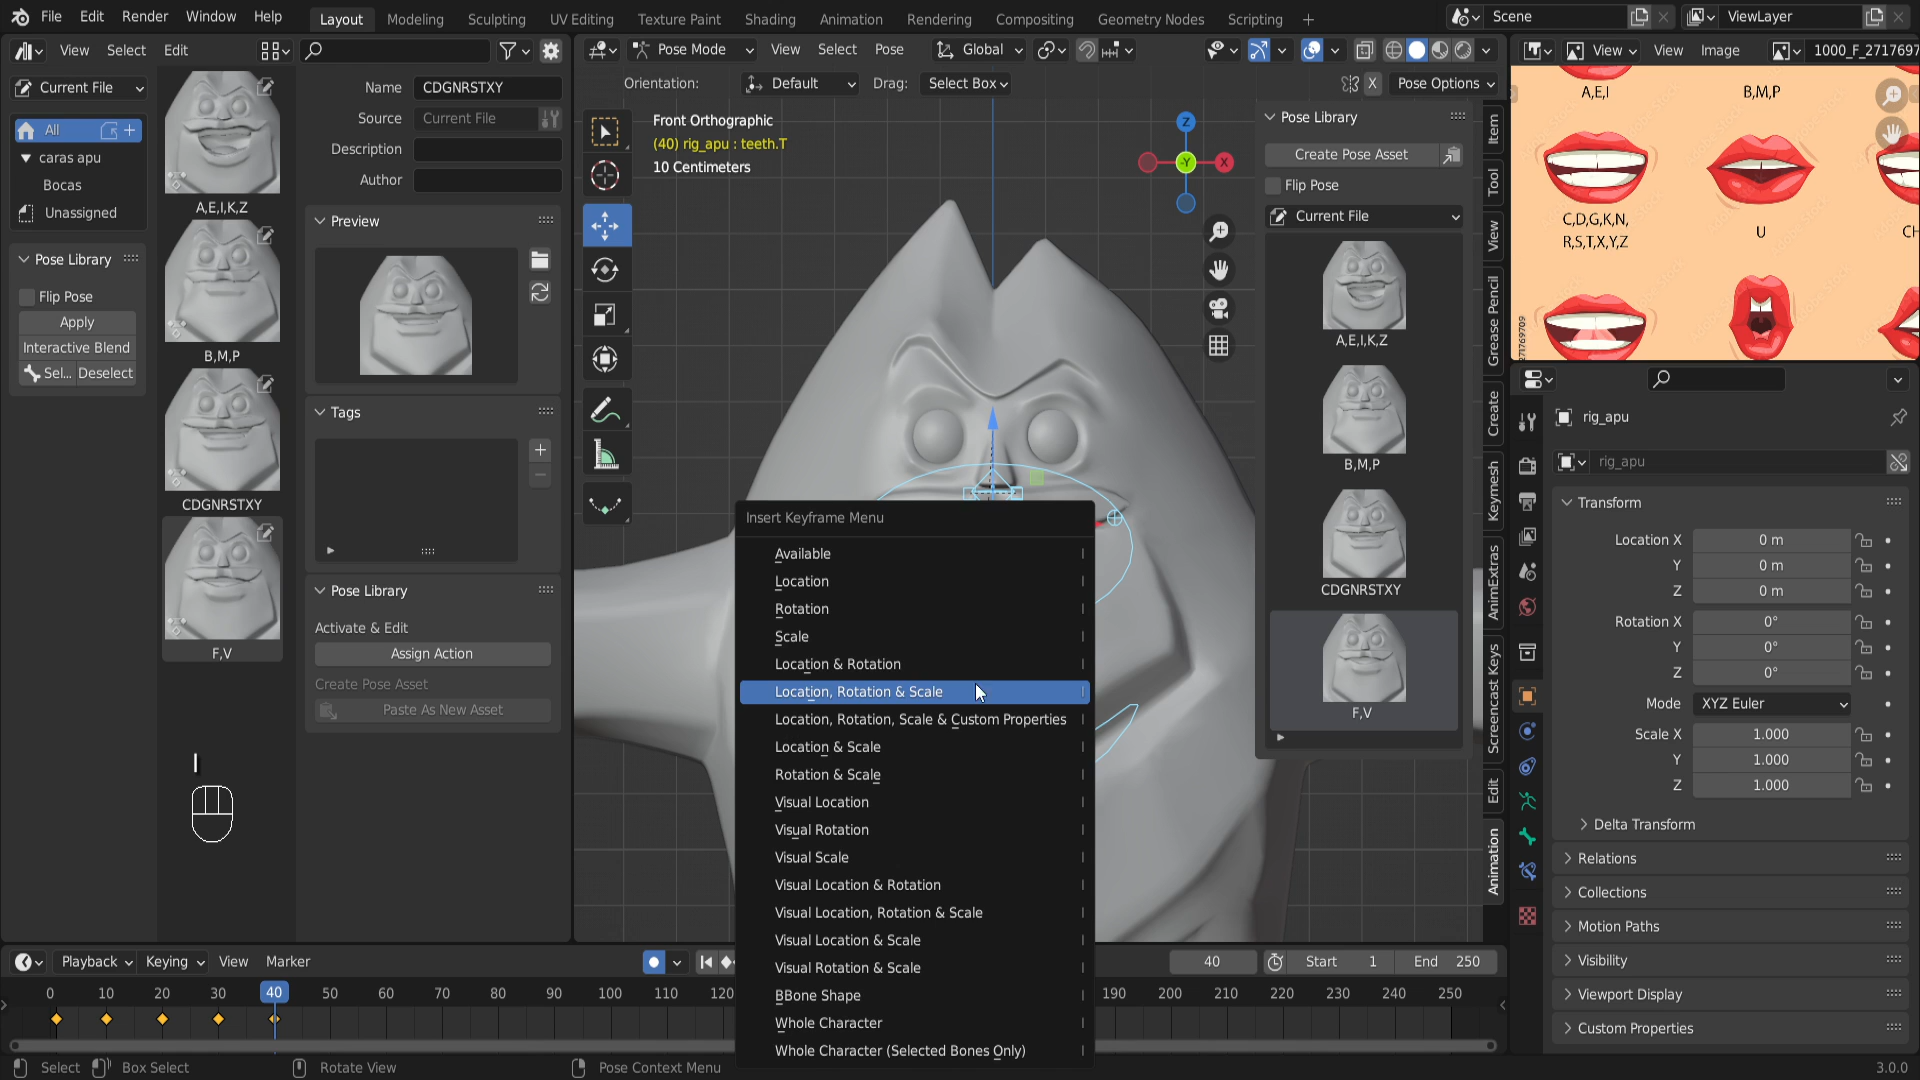 File Edit Render Window Help Layout Modeling Sculpting UV Editing Texture Paint Shading Animation Rendering Compositing Geometry Nodes Scripting + Scene ViewLayer
View Select Edit
Pose Mode View Select Pose Global
View View Image 1000_F_2717697
Current File
Orientation: Default Drag: Select Box X Pose Options
All
caras apu
Bocas
Unassigned
Pose Library
Flip Pose
Apply
Interactive Blend
Sel... Deselect
A,E,I,K,Z
B,M,P
CDGNRSTXY
F,V
Name CDGNRSTXY
Source Current File
Description
Author
Preview
Tags
Pose Library
Activate & Edit
Assign Action
Create Pose Asset
Paste As New Asset
Front Orthographic
(40) rig_apu : teeth.T
10 Centimeters
Z
-Y
X
Insert Keyframe Menu
Available I
Location I
Rotation I
Scale I
Location & Rotation I
Location, Rotation & Scale I
Location, Rotation, Scale & Custom Properties I
Location & Scale I
Rotation & Scale I
Visual Location I
Visual Rotation I
Visual Scale I
Visual Location & Rotation I
Visual Location, Rotation & Scale I
Visual Location & Scale I
Visual Rotation & Scale I
BBone Shape I
Whole Character I
Whole Character (Selected Bones Only) I
Pose Library
Create Pose Asset
Flip Pose
Current File
A,E,I,K,Z
B,M,P
CDGNRSTXY
F,V
Item
Tool
View
Grease Pencil
Create
Keymesh
AnimExtras
Screencast Keys
Edit
Animation
A,E,I
B,M,P
C,D,G,K,N,
R,S,T,X,Y,Z
U
CH
271769709
rig_apu
rig_apu
Transform
Location X 0 m
Y 0 m
Z 0 m
Rotation X 0°
Y 0°
Z 0°
Mode XYZ Euler
Scale X 1.000
Y 1.000
Z 1.000
Delta Transform
Relations
Collections
Motion Paths
Visibility
Viewport Display
Custom Properties
I
Playback Keying View Marker 40 Start 1 End 250
0 10 20 30 40 50 60 70 80 90 100 110 120 190 200 210 220 230 240 250
Select Box Select Rotate View Pose Context Menu 3.0.0